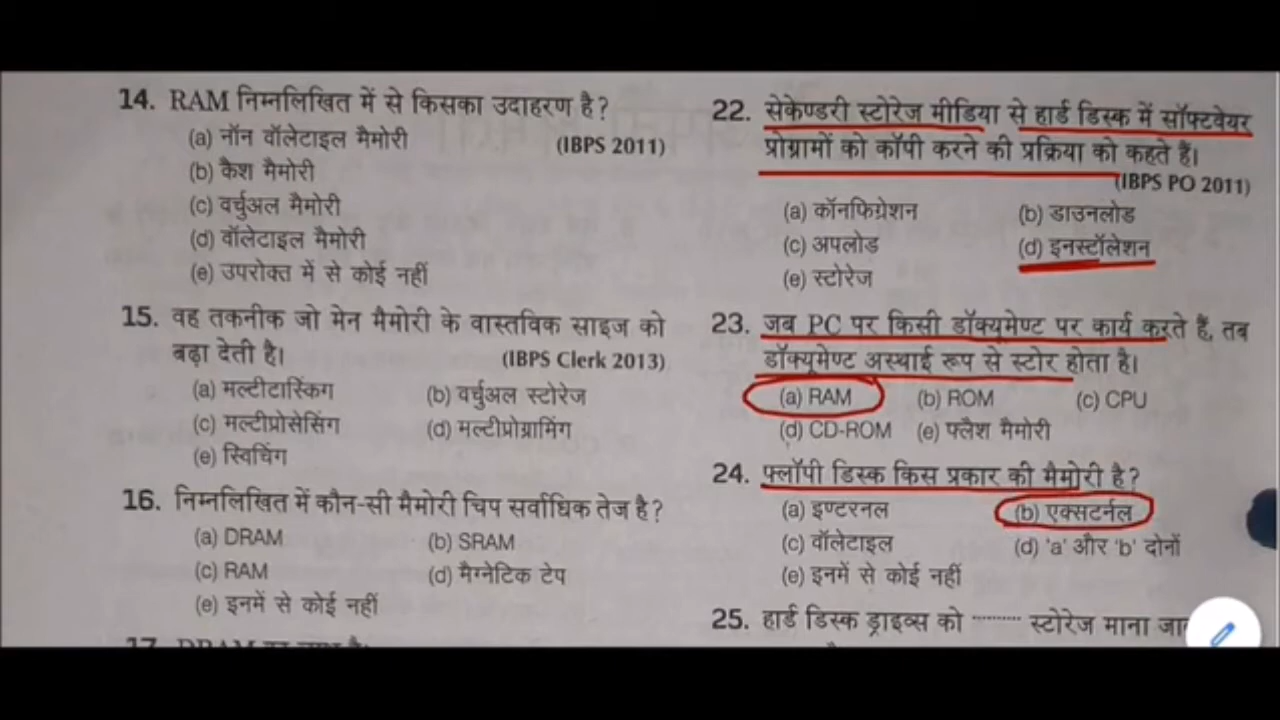 14. RAM निम्नलिखित में से किसका उदाहरण है?
(a) नॉन वॉलेटाइल मैमोरी (IBPS 2011)
(b) कैश मैमोरी
(c) वर्चुअल मैमोरी
(d) वॉलेटाइल मैमोरी
(e) उपरोक्त में से कोई नहीं
15. वह तकनीक जो मेन मैमोरी के वास्तविक साइज को
बढ़ा देती है। (IBPS Clerk 2013)
(a) मल्टीटास्किंग (b) वर्चुअल स्टोरेज
(c) मल्टीप्रोसेसिंग (d) मल्टीप्रोग्रामिंग
(e) स्विचिंग
16. निम्नलिखित में कौन-सी मैमोरी चिप सर्वाधिक तेज है?
(a) DRAM (b) SRAM
(c) RAM (d) मैग्नेटिक टेप
(e) इनमें से कोई नहीं
22. सेकेण्डरी स्टोरेज मीडिया से हार्ड डिस्क में सॉफ्टवेयर
प्रोग्रामों को कॉपी करने की प्रक्रिया को कहते हैं।
(IBPS PO 2011)
(a) कॉनफिग्रेशन (b) डाउनलोड
(c) अपलोड (d) इनस्टॉलेशन
(e) स्टोरेज
23. जब PC पर किसी डॉक्यूमेण्ट पर कार्य करते हैं, तब
डॉक्यूमेण्ट अस्थाई रूप से स्टोर होता है।
(a) RAM (b) ROM (c) CPU
(d) CD-ROM (e) फ्लैश मैमोरी
24. फ्लॉपी डिस्क किस प्रकार की मैमोरी है?
(a) इण्टरनल (b) एक्सटर्नल
(c) वॉलेटाइल (d) 'a' और 'b' दोनों
(e) इनमें से कोई नहीं
25. हार्ड डिस्क ड्राइव्स को ......... स्टोरेज माना